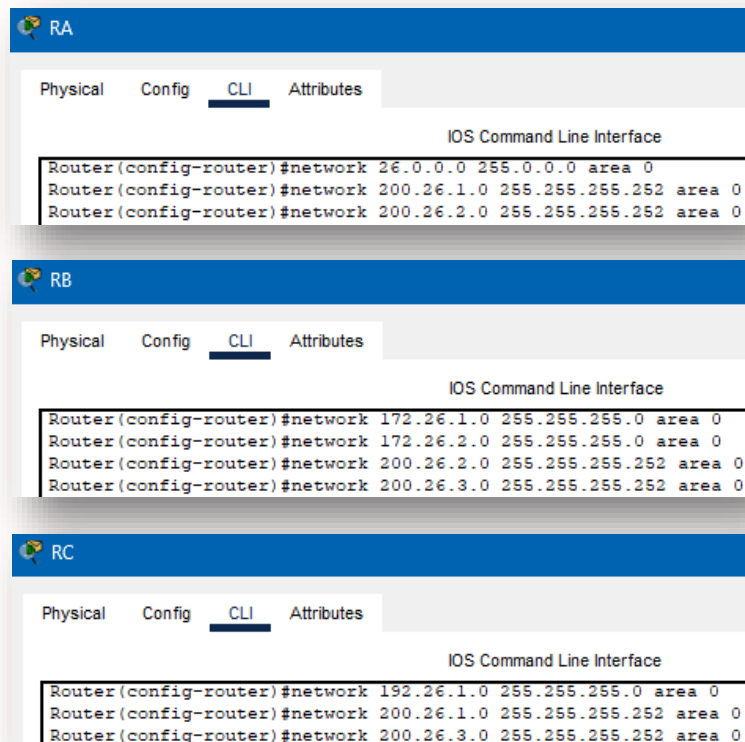 RA
Physical Config CLI Attributes
IOS Command Line Interface
Router(config-router)#network 26.0.0.0 255.0.0.0 area 0
Router(config-router)#network 200.26.1.0 255.255.255.252 area 0
Router(config-router)#network 200.26.2.0 255.255.255.252 area 0
RB
Physical Config CLI Attributes
IOS Command Line Interface
Router(config-router)#network 172.26.1.0 255.255.255.0 area 0
Router(config-router)#network 172.26.2.0 255.255.255.0 area 0
Router(config-router)#network 200.26.2.0 255.255.255.252 area 0
Router(config-router)#network 200.26.3.0 255.255.255.252 area 0
RC
Physical Config CLI Attributes
IOS Command Line Interface
Router(config-router)#network 192.26.1.0 255.255.255.0 area 0
Router(config-router)#network 200.26.1.0 255.255.255.252 area 0
Router(config-router)#network 200.26.3.0 255.255.255.252 area 0